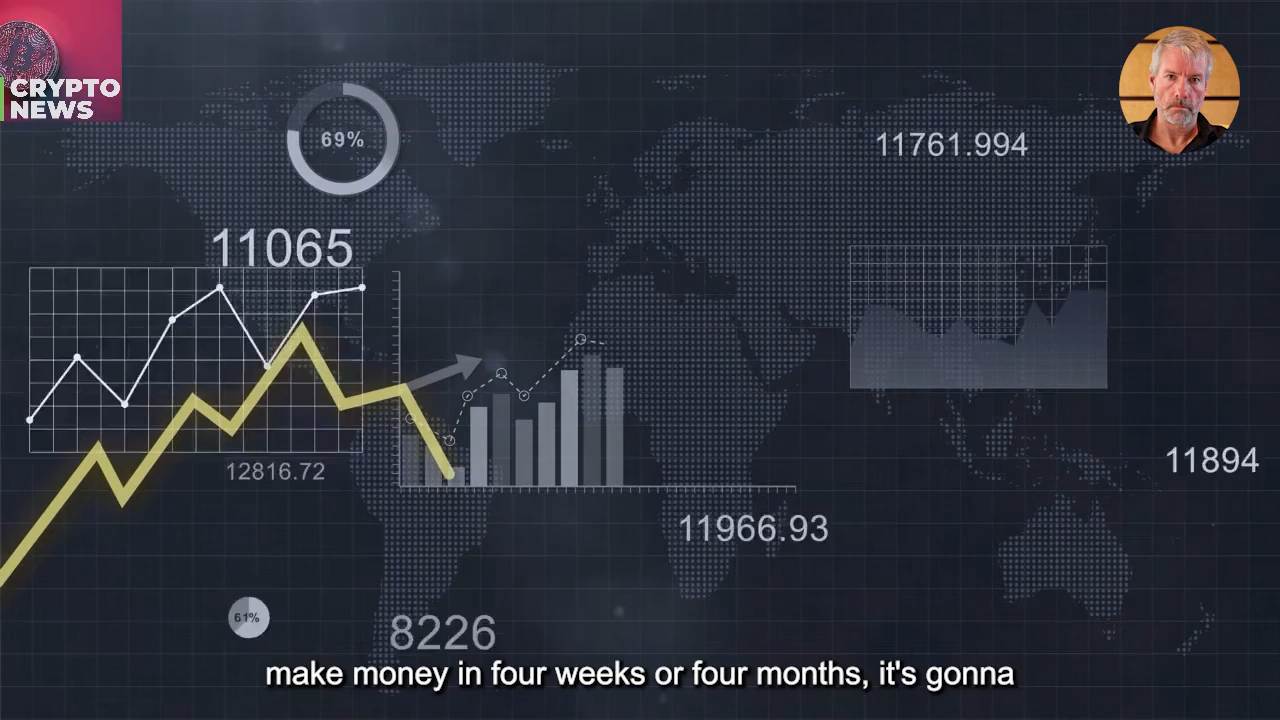 CRYPTO
NEWS
69%
11761.994
11065
12816.72
11894
11966.93
61%
8226
make money in four weeks or four months, it's gonna